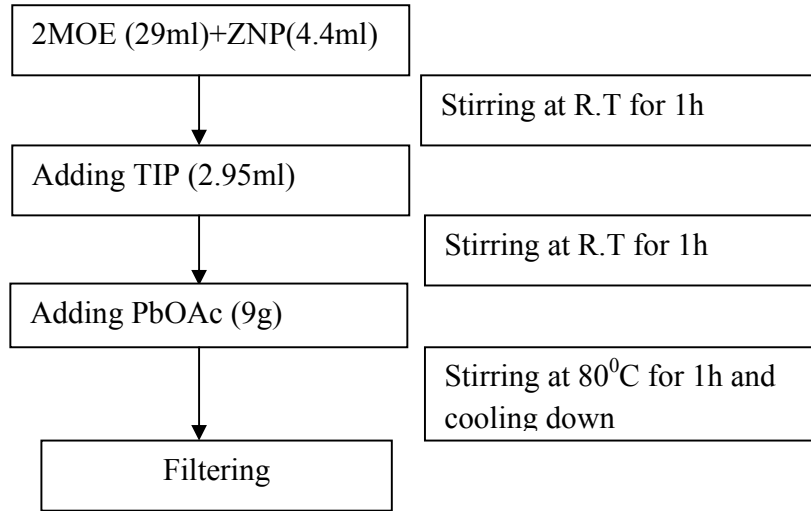 2MOE (29ml)+ZNP(4.4ml)
Stirring at R.T for 1h
Adding TIP (2.95ml)
Stirring at R.T for 1h
Adding PbOAc (9g)
Stirring at 80⁰C for 1h and
cooling down
Filtering